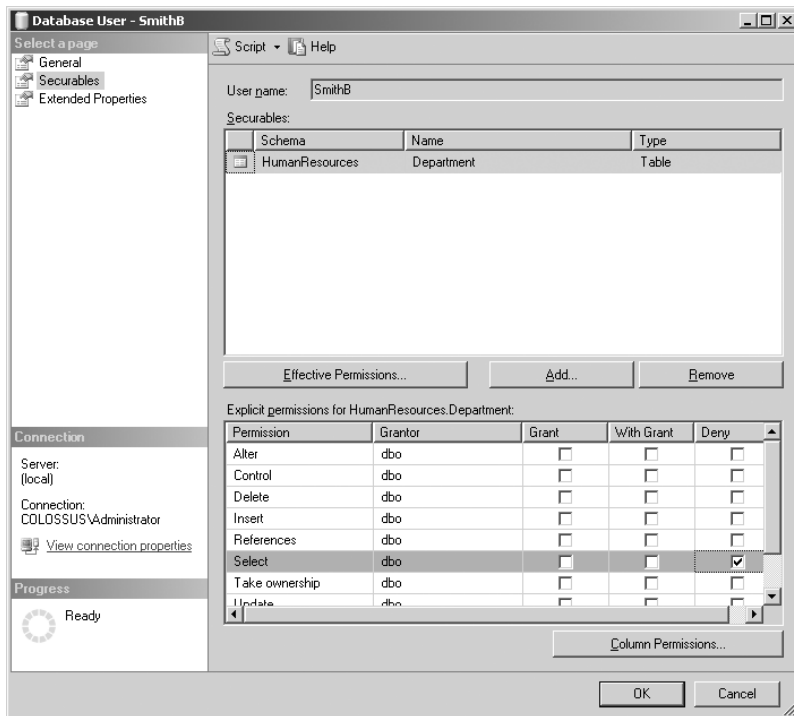 Database User - SmithB
Select a page
General
Securables
Extended Properties
Connection
Server:
(local)
Connection:
COLOSSUS\Administrator
View connection properties
Progress
Ready
Script Help
User name: SmithB
Securables:
Schema Name Type
HumanResources Department Table
Effective Permissions... Add... Remove
Explicit permissions for HumanResources.Department:
Permission Grantor Grant With Grant Deny
Alter dbo
Control dbo
Delete dbo
Insert dbo
References dbo
Select dbo
Take ownership dbo
Update dbo
Column Permissions...
OK Cancel